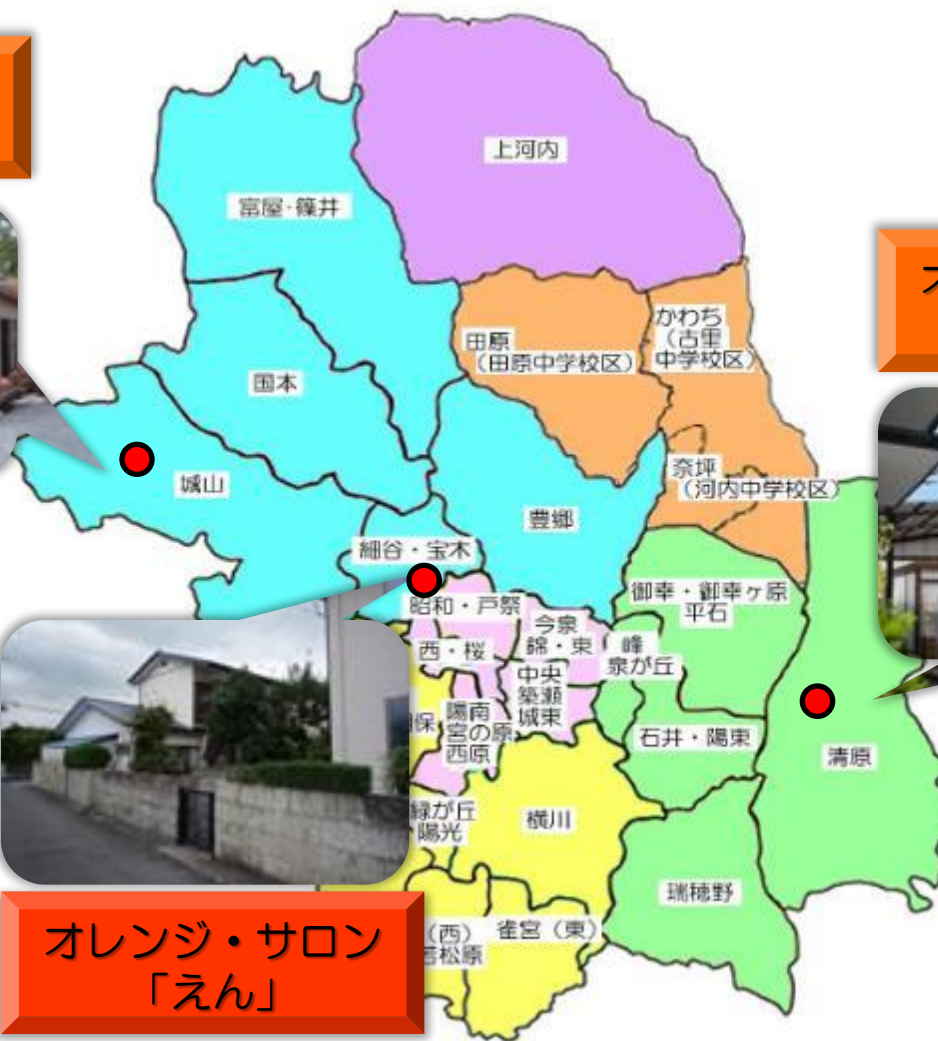 上河内
富屋・篠井
かわち
（古里
中学校区）
田原
（田原中学校区）
国本
奈坪
（河内中学校区）
城山
豊郷
細谷・宝木
御幸・御幸ヶ原
平石
昭和・戸祭
今泉
錦・東
峰
泉が丘
西・桜
中央
簗瀬
城東
陽南
宮の原
西原
保
石井・陽東
清原
緑が丘
陽光
横川
瑞穂野
（西）
若松原
雀宮（東）
オレンジ・サロン
「えん」